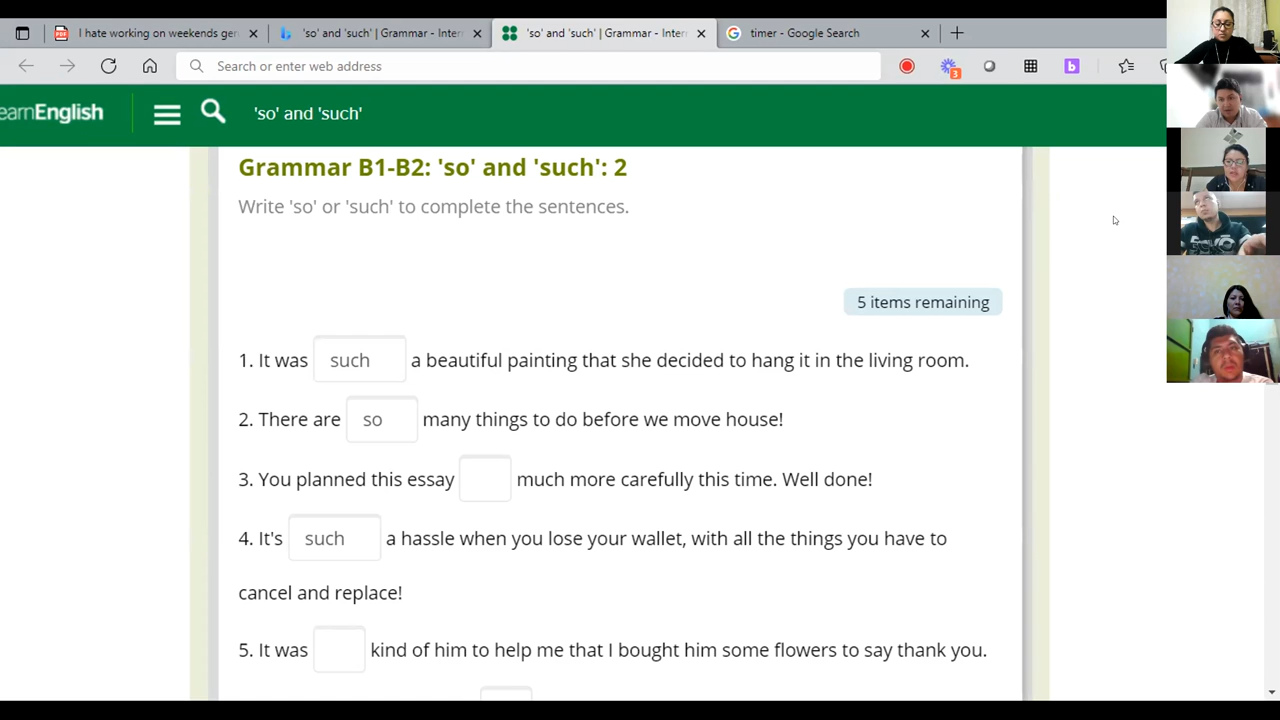 I hate working on weekends ger
'so' and 'such' | Grammar - Inter
'so' and 'such' | Grammar - Inter
timer - Google Search
Search or enter web address
3
b
earnEnglish
'so' and 'such'
Grammar B1-B2: 'so' and 'such': 2
Write 'so' or 'such' to complete the sentences.
5 items remaining
1. It was such a beautiful painting that she decided to hang it in the living room.
2. There are so many things to do before we move house!
3. You planned this essay much more carefully this time. Well done!
4. It's such a hassle when you lose your wallet, with all the things you have to
cancel and replace!
5. It was kind of him to help me that I bought him some flowers to say thank you.